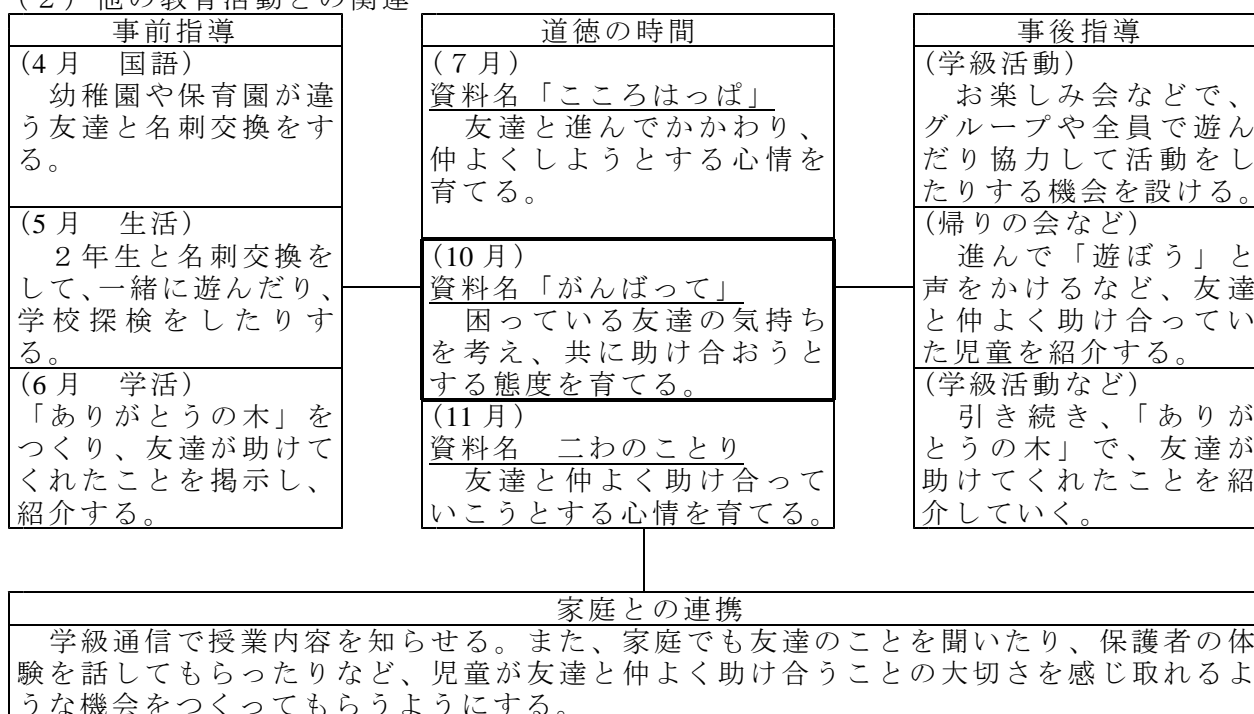 (2) 他の教育活動との関連
事前指導
(4月 国語)
幼稚園や保育園が違
う友達と名刺交換をす
る。
(5月 生活)
2年生と名刺交換を
して、一緒に遊んだり、
学校探検をしたりす
る。
(6月 学活)
「ありがとうの木」を
つくり、友達が助けて
くれたことを掲示し、
紹介する。
道徳の時間
(7月)
資料名「こころはっぱ」
友達と進んでかかわり、
仲よくしようとする心情を
育てる。
(10月)
資料名「がんばって」
困っている友達の気持ち
を考え、共に助け合おうと
する態度を育てる。
(11月)
資料名 二わのことり
友達と仲よく助け合って
いこうとする心情を育てる。
事後指導
(学級活動)
お楽しみ会などで、
グループや全員で遊ん
だり協力して活動をし
たりする機会を設ける。
(帰りの会など)
進んで「遊ぼう」と
声をかけるなど、友達
と仲よく助け合ってい
た児童を紹介する。
(学級活動など)
引き続き、「ありが
とうの木」で、友達が
助けてくれたことを紹
介していく。
家庭との連携
学級通信で授業内容を知らせる。また、家庭でも友達のことを聞いたり、保護者の体
験を話してもらったりなど、児童が友達と仲よく助け合うことの大切さを感じ取れるよ
うな機会をつくってもらうようにする。